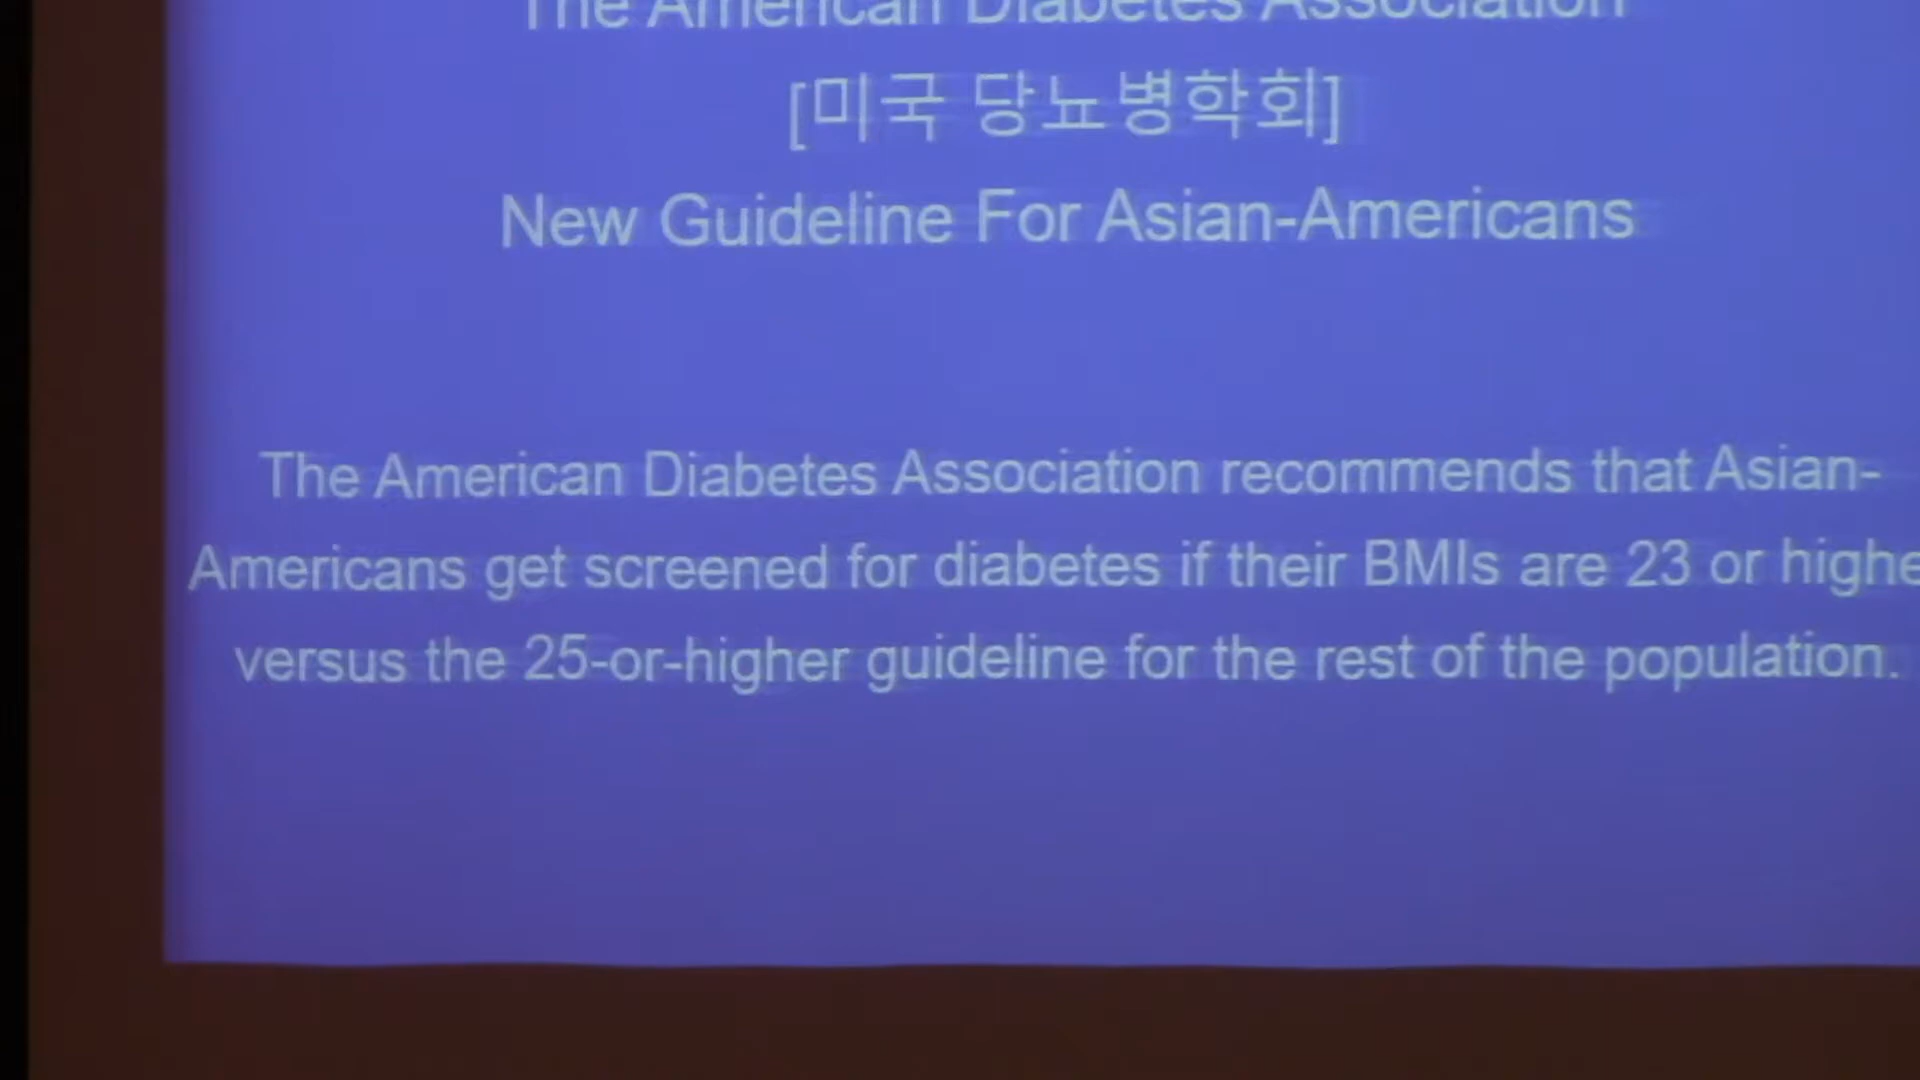 The American Diabetes Association
[미국 당뇨병학회]
New Guideline For Asian-Americans
The American Diabetes Association recommends that Asian-
Americans get screened for diabetes if their BMIs are 23 or highe
versus the 25-or-higher guideline for the rest of the population.